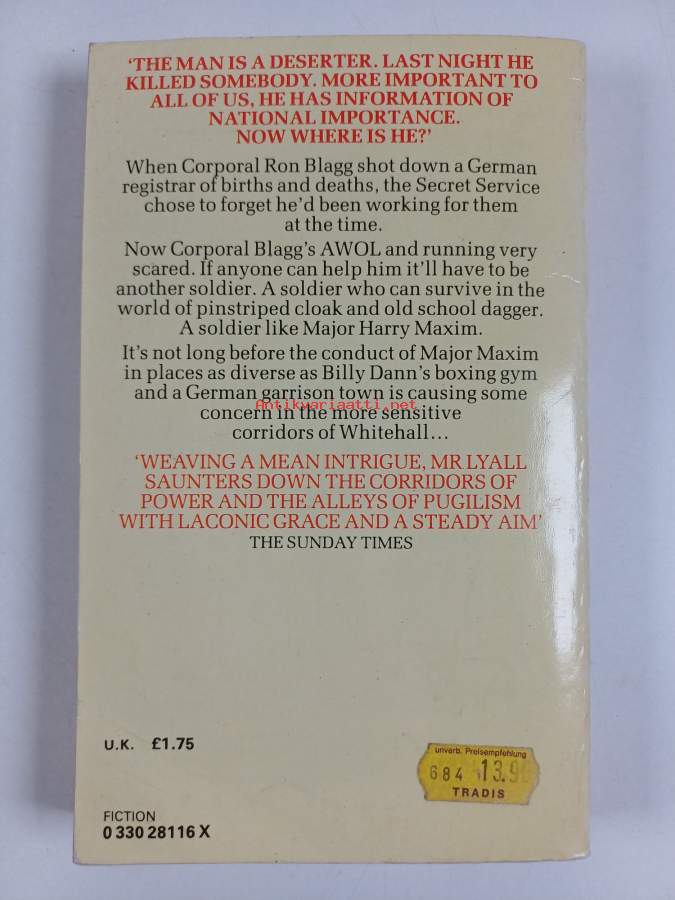 ‘THE MAN IS A DESERTER. LAST NIGHT HE
KILLED SOMEBODY. MORE IMPORTANT TO
ALL OF US, HE HAS INFORMATION OF
NATIONAL IMPORTANCE.
NOW WHERE IS HE?’
When Corporal Ron Blagg shot down a German
registrar of births and deaths, the Secret Service
chose to forget he’d been working for them
at the time.
Now Corporal Blagg’s AWOL and running very
scared. If anyone can help him it’ll have to be
another soldier. A soldier who can survive in the
world of pinstriped cloak and old school dagger.
A soldier like Major Harry Maxim.
It’s not long before the conduct of Major Maxim
in places as diverse as Billy Dann’s boxing gym
and a German garrison town is causing some
Antikvariaatti.net
concern in the more sensitive
corridors of Whitehall...
‘WEAVING A MEAN INTRIGUE, MR LYALL
SAUNTERS DOWN THE CORRIDORS OF
POWER AND THE ALLEYS OF PUGILISM
WITH LACONIC GRACE AND A STEADY AIM’
THE SUNDAY TIMES
U.K. £1.75
unverb. Preisempfehlung
684
TRADIS
FICTION
0 330 28116 X